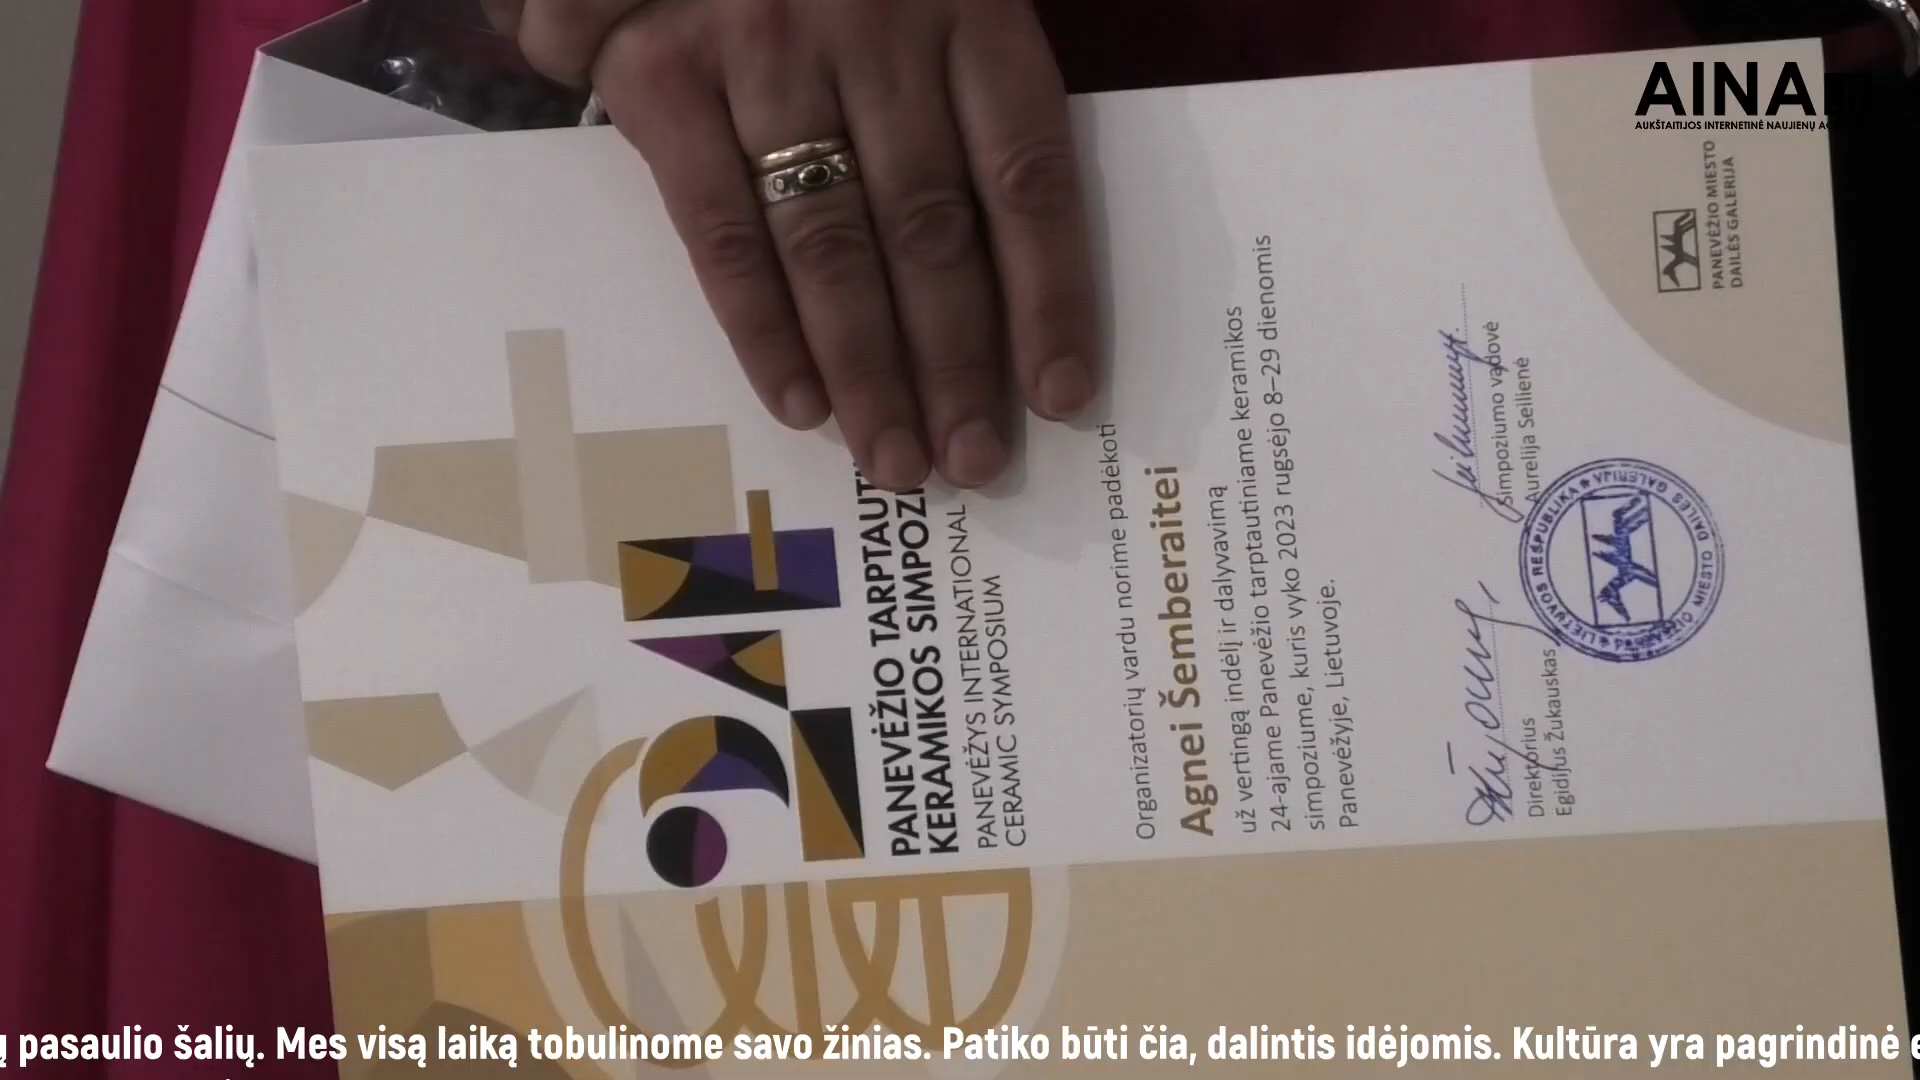 AINA
AUKŠTAITIJOS INTERNETINĖ NAUJIENŲ
PANEVĖŽIO MIESTO
DAILĖS GALERIJA
24
PANEVĖŽIO TARPTAUTI
KERAMIKOS SIMPOZI
PANEVĖŽYS INTERNATIONAL
CERAMIC SYMPOSIUM
Organizatorių vardu norime padėkoti
Agnei Šemberaitei
už vertingą indėlį ir dalyvavimą
24-ajame Panevėžio tarptautiniame keramikos
simpoziume, kuris vyko 2023 rugsėjo 8–29 dienomis
Panevėžyje, Lietuvoje.
Direktorius
Egidijus Žukauskas
Simpoziumo vadovė
Aurelija Seilienė
LIETUVOS RESPUBLIKA ★
MIESTO DAILĖS GALERIJA
ų pasaulio šalių. Mes visą laiką tobulinome savo žinias. Patiko būti čia, dalintis idėjomis. Kultūra yra pagrindinė